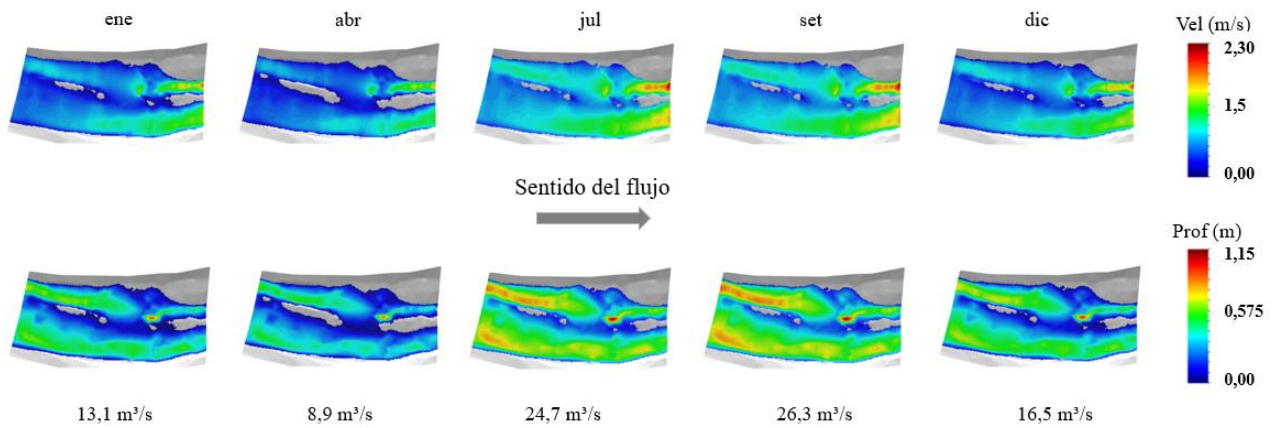 ene abr jul set dic
Vel (m/s)
2,30
1,5
0,00
Sentido del flujo
Prof (m)
1,15
0,575
0,00
13,1 m³/s 8,9 m³/s 24,7 m³/s 26,3 m³/s 16,5 m³/s